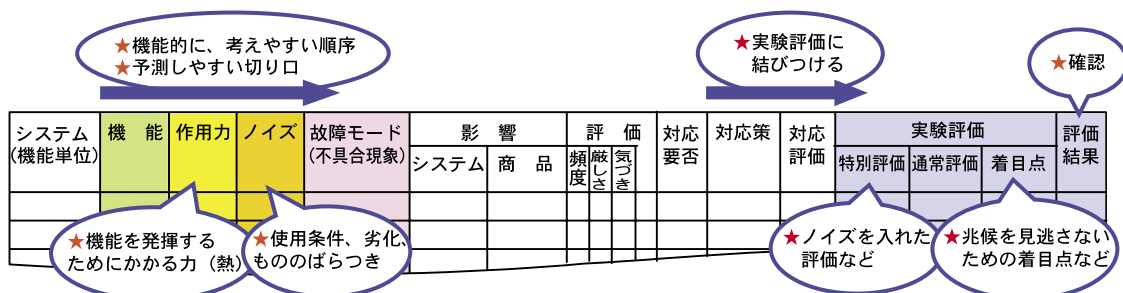 ★機能的に、考えやすい順序
★予測しやすい切り口
★実験評価に
結びつける
★確認
システム
(機能単位)
機 能
作用力
ノイズ
故障モード
(不具合現象)
影 響
システム
商 品
評 価
頻度
厳しさ
気づき
対応
要否
対応策
対応
評価
実験評価
特別評価
通常評価
着目点
評価
結果
★機能を発揮する
ためにかかる力（熱）
★使用条件、劣化、
もののばらつき
★ノイズを入れた
評価など
★兆候を見逃さない
ための着目点など